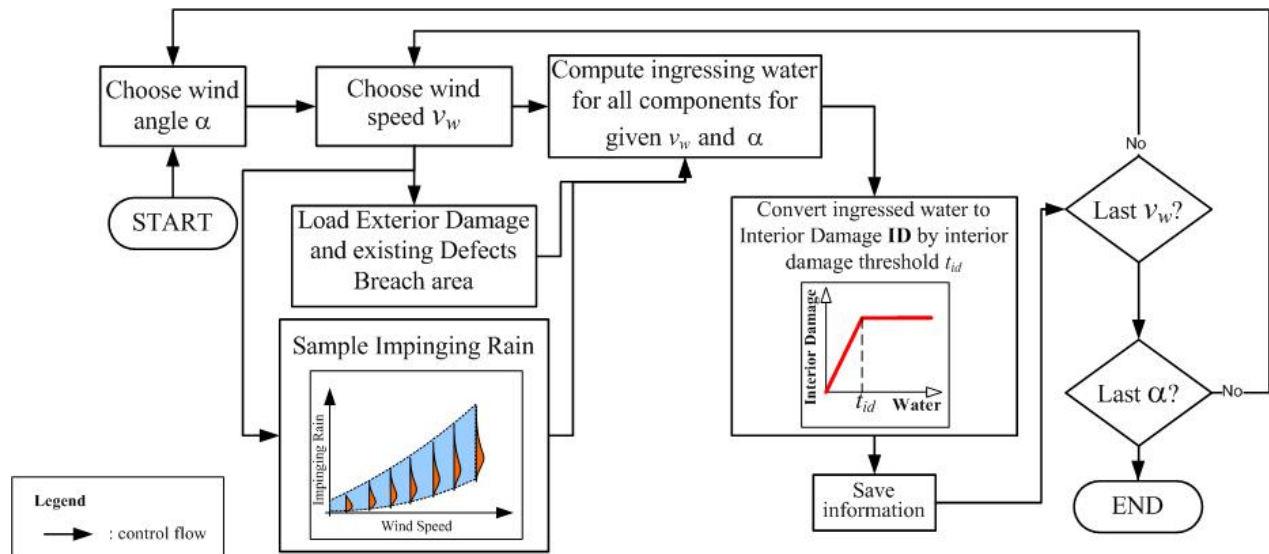 Choose wind
angle α
START
Choose wind
speed v_w
Compute ingressing water
for all components for
given v_w and α
Load Exterior Damage
and existing Defects
Breach area
Sample Impinging Rain
Impinging Rain
Wind Speed
Convert ingressed water to
Interior Damage ID by interior
damage threshold t_id
Interior Damage
t_id
Water
Save
information
No
Last v_w?
Last α?
No
END
Legend
: control flow